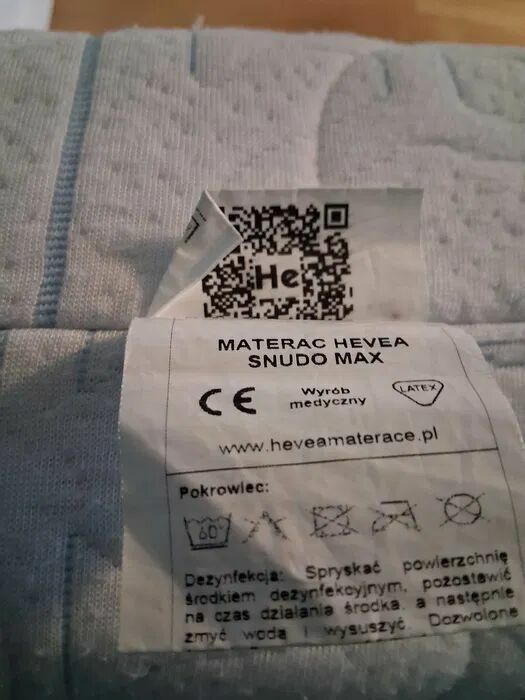 He
MATERAC HEVEA
SNUDO MAX
CE
Wyrób
medyczny
LATEX
www.heveamaterace.pl
Pokrowiec:
60°
Dezynfekcja: Spryskać powierzchnię
środkiem dezynfekcyjnym, pozostawić
na czas działania środka, a następnie
zmyć wodą i wysuszyć. Dozwolone